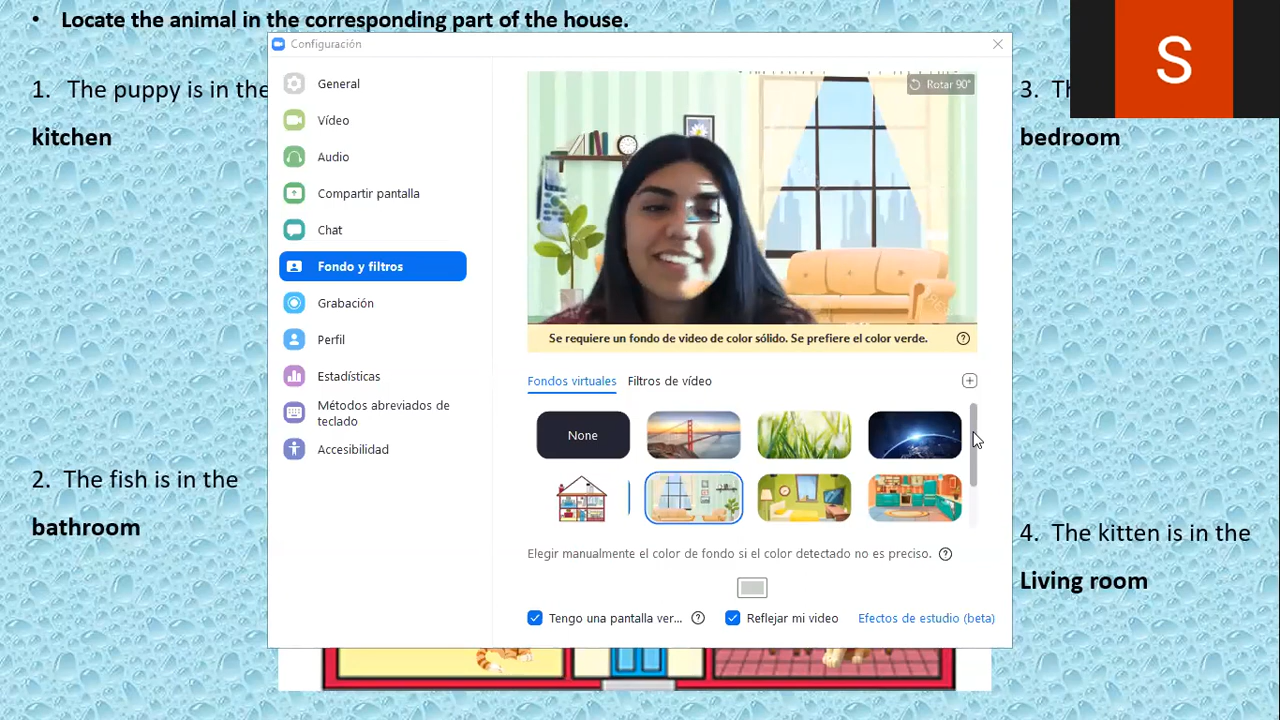 • Locate the animal in the corresponding part of the house.
Configuración
1. The puppy is in the
kitchen
2. The fish is in the
bathroom
General
Vídeo
Audio
Compartir pantalla
Chat
Fondo y filtros
Grabación
Perfil
Estadísticas
Métodos abreviados de
teclado
Accesibilidad
Rotar 90°
Se requiere un fondo de video de color sólido. Se prefiere el color verde.
Fondos virtuales Filtros de vídeo
None
Elegir manualmente el color de fondo si el color detectado no es preciso.
Tengo una pantalla ver... Reflejar mi video Efectos de estudio (beta)
S
3.
bedroom
4. The kitten is in the
Living room